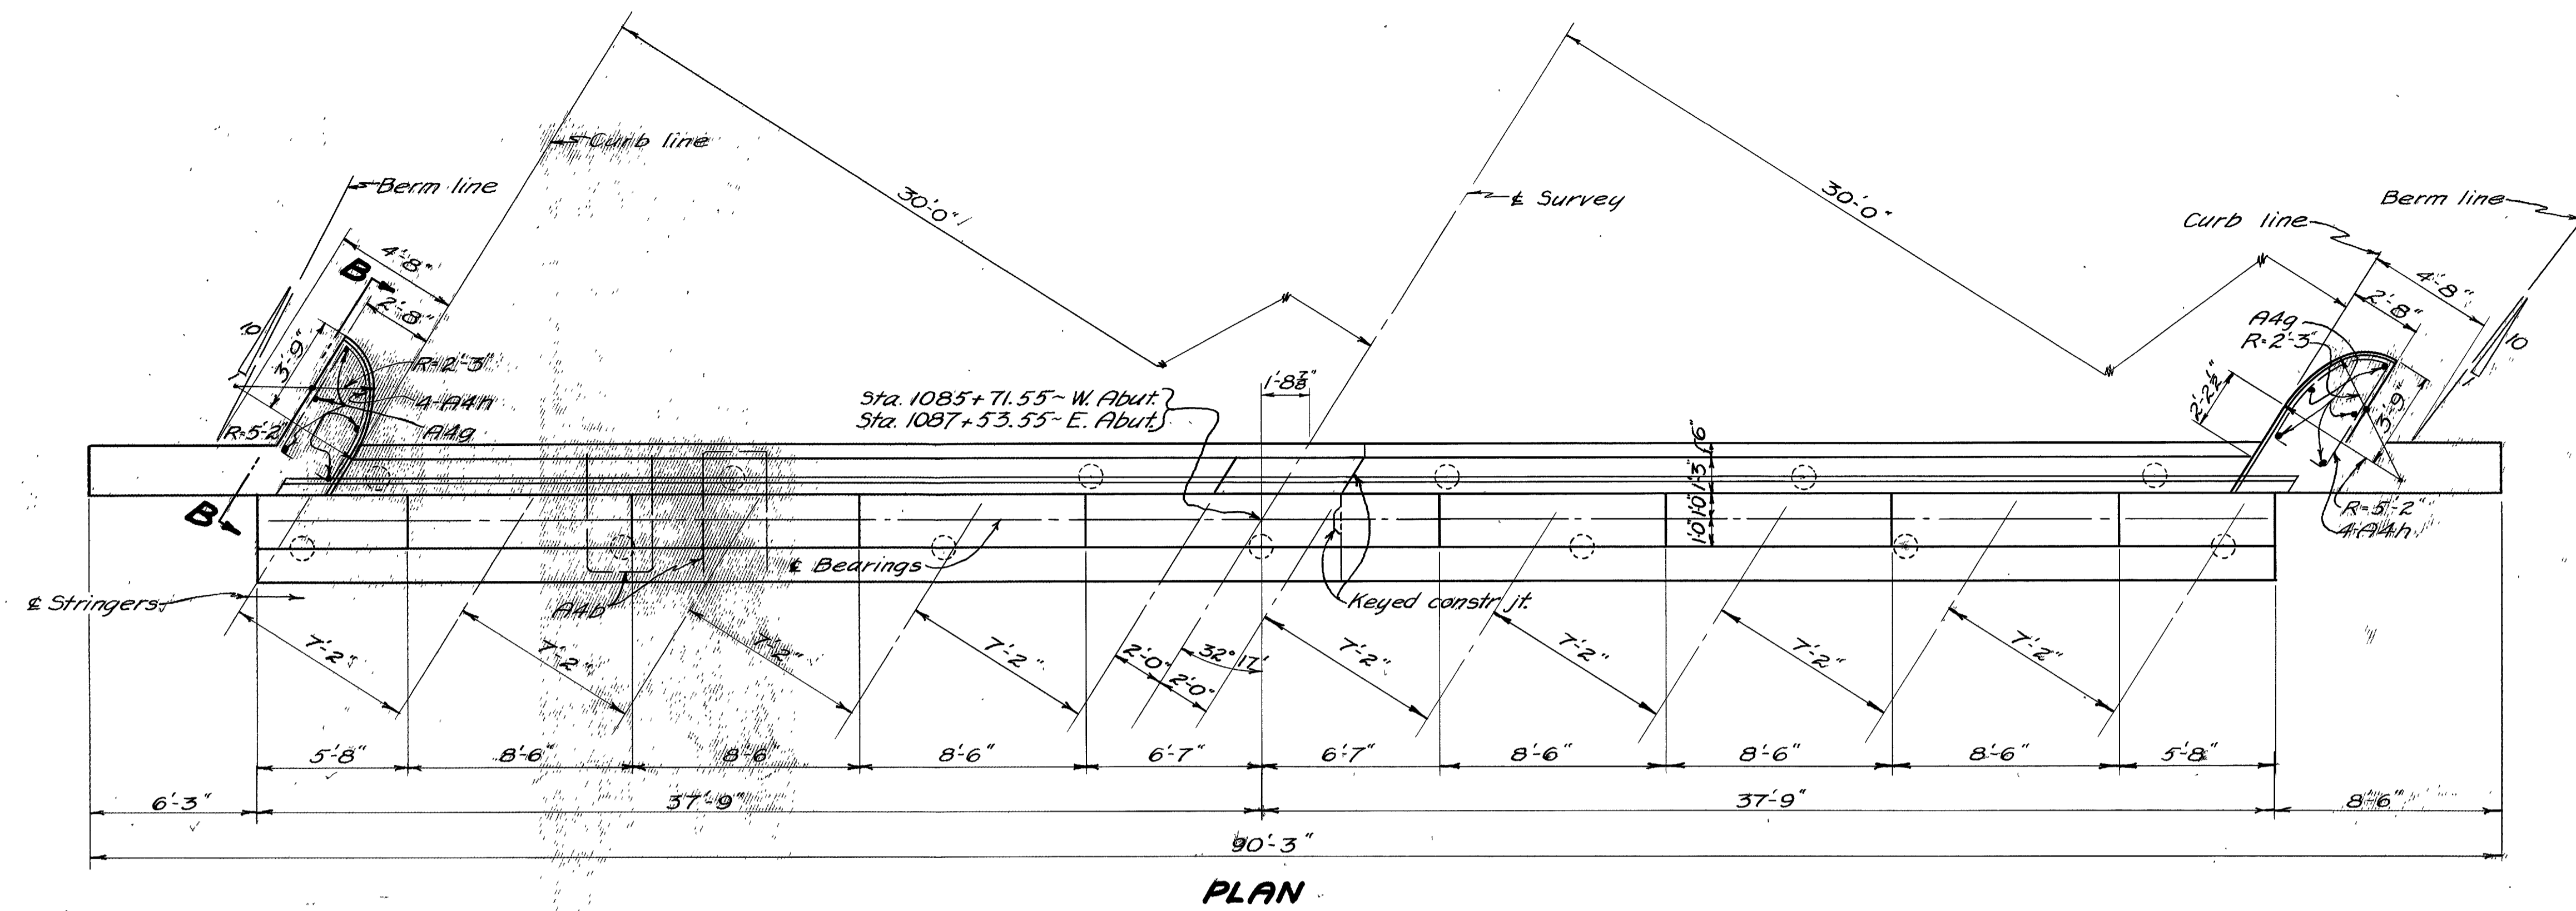 Curb line
Berm line
30'-0"
30'-0"
₵ Survey
Berm line
Curb line
4'-8"
B
2'-8"
10
1
3'-9"
R=2'-3"
4-A4h
A4g
R=5'-2"
B
4'-8"
2'-8"
A4g
R=2'-3"
10
1
2'-2½"
3'-9"
R=5'-2"
4-A4h
1'-8⅞"
Sta. 1085+71.55~W. Abut.
Sta. 1087+53.55~E. Abut.
6"
1'-3"
1'-0"
1'-0"
₵ Bearings
₵ Stringers
A4b
Keyed constr. jt.
7'-2"
7'-2"
7'-2"
7'-2"
2'-0"
32° 17'
2'-0"
7'-2"
7'-2"
7'-2"
7'-2"
5'-8"
8'-6"
8'-6"
8'-6"
6'-7"
6'-7"
8'-6"
8'-6"
8'-6"
5'-8"
6'-3"
37'-9"
37'-9"
8'-6"
90'-3"
PLAN